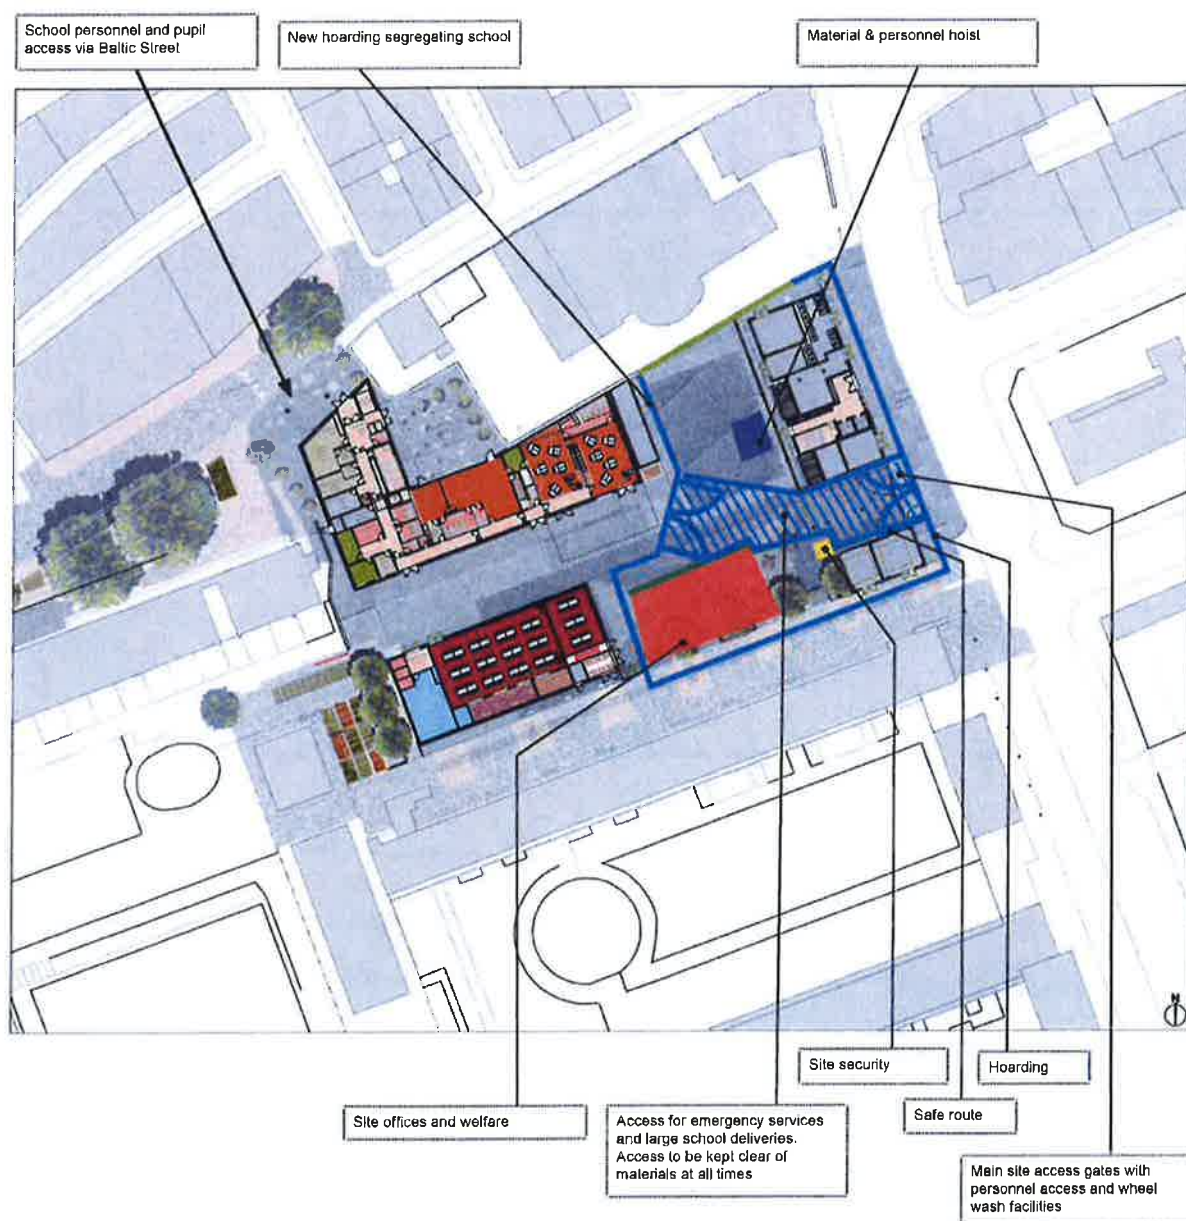 School personnel and pupil
access via Baltic Street
New hoarding segregating school
Material & personnel hoist
N
Site security
Hoarding
Site offices and welfare
Access for emergency services
and large school deliveries.
Access to be kept clear of
materials at all times
Safe route
Main site access gates with
personnel access and wheel
wash facilities